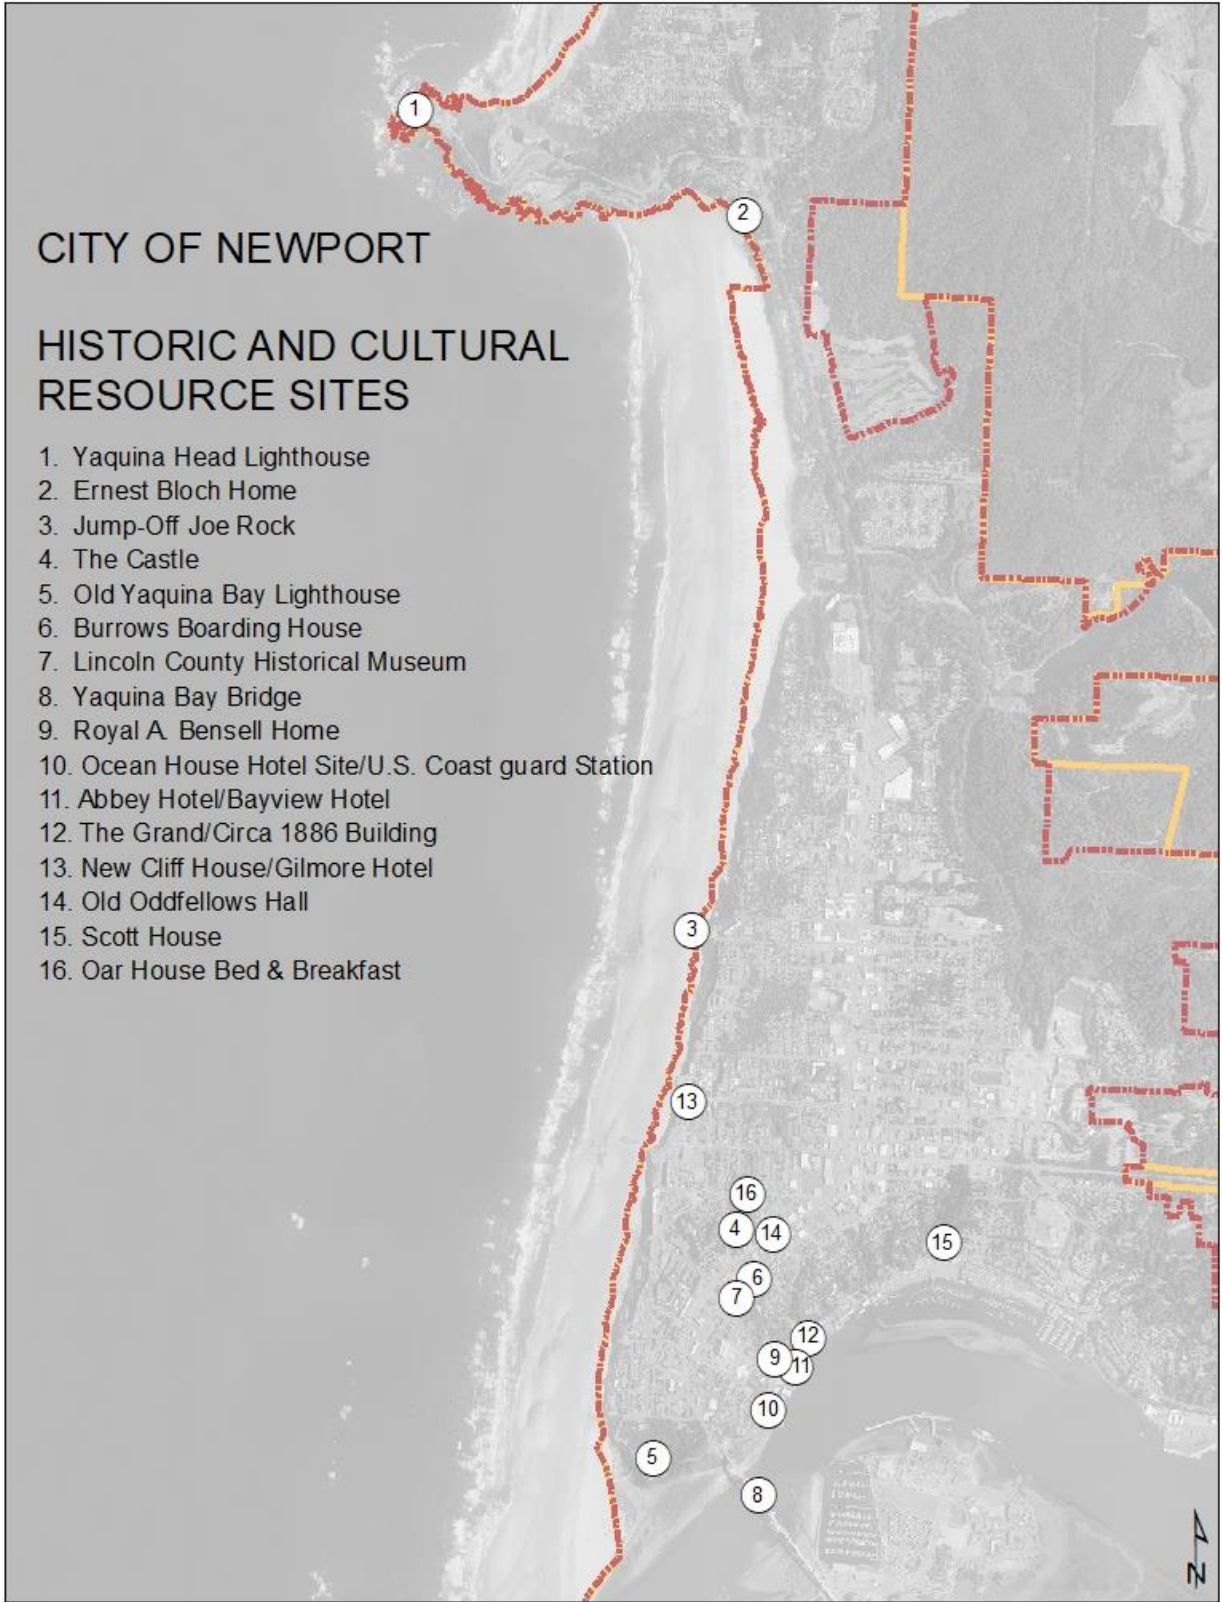 CITY OF NEWPORT
HISTORIC AND CULTURAL
RESOURCE SITES
1. Yaquina Head Lighthouse
2. Ernest Bloch Home
3. Jump-Off Joe Rock
4. The Castle
5. Old Yaquina Bay Lighthouse
6. Burrows Boarding House
7. Lincoln County Historical Museum
8. Yaquina Bay Bridge
9. Royal A. Bensell Home
10. Ocean House Hotel Site/U.S. Coast guard Station
11. Abbey Hotel/Bayview Hotel
12. The Grand/Circa 1886 Building
13. New Cliff House/Gilmore Hotel
14. Old Oddfellows Hall
15. Scott House
16. Oar House Bed & Breakfast
1
2
3
13
16
4
14
15
6
7
12
9
11
10
5
8
N